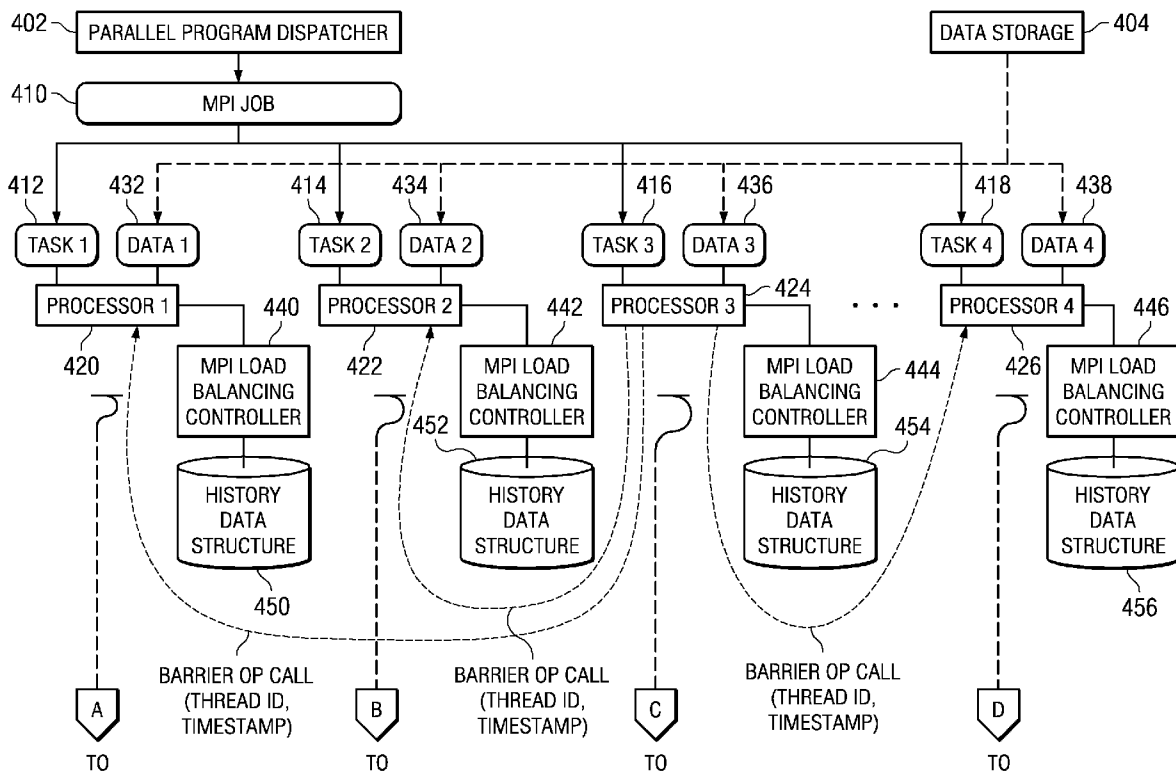 402
PARALLEL PROGRAM DISPATCHER
DATA STORAGE
404
410
MPI JOB
412
432
414
434
416
436
418
438
TASK 1
DATA 1
TASK 2
DATA 2
TASK 3
DATA 3
TASK 4
DATA 4
PROCESSOR 1
PROCESSOR 2
PROCESSOR 3
424
. . .
PROCESSOR 4
420
440
422
442
426
446
MPI LOAD
BALANCING
CONTROLLER
MPI LOAD
BALANCING
CONTROLLER
MPI LOAD
BALANCING
CONTROLLER
444
MPI LOAD
BALANCING
CONTROLLER
452
454
HISTORY
DATA
STRUCTURE
HISTORY
DATA
STRUCTURE
HISTORY
DATA
STRUCTURE
HISTORY
DATA
STRUCTURE
450
456
BARRIER OP CALL
(THREAD ID,
TIMESTAMP)
BARRIER OP CALL
(THREAD ID,
TIMESTAMP)
BARRIER OP CALL
(THREAD ID,
TIMESTAMP)
A
B
C
D
TO
TO
TO
TO